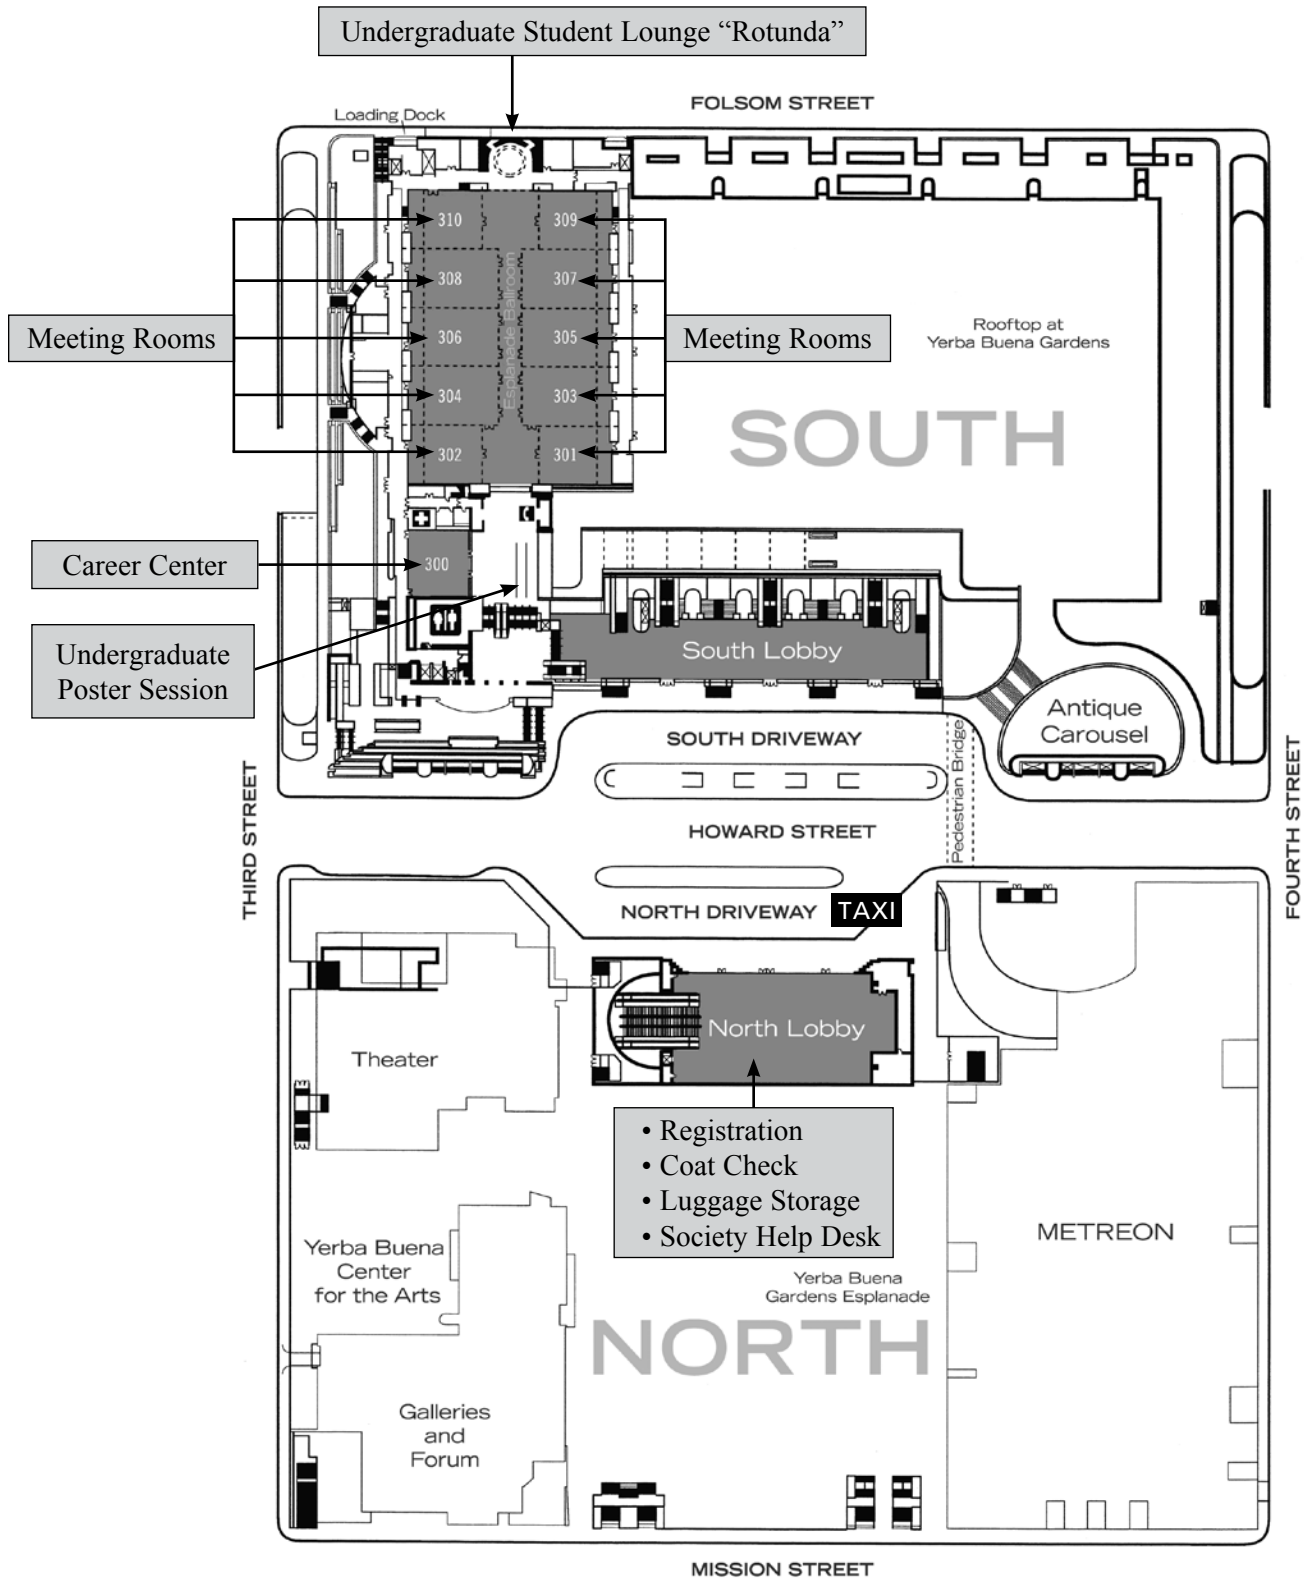 Undergraduate Student Lounge “Rotunda”
FOLSOM STREET
Loading Dock
310
309
308
307
Esplanade Ballroom
Meeting Rooms
306
305
Meeting Rooms
304
303
302
301
Rooftop at
Yerba Buena Gardens
SOUTH
Career Center
300
Undergraduate
Poster Session
South Lobby
Antique
Carousel
SOUTH DRIVEWAY
Pedestrian Bridge
THIRD STREET
HOWARD STREET
FOURTH STREET
NORTH DRIVEWAY
TAXI
North Lobby
Theater
• Registration
• Coat Check
• Luggage Storage
• Society Help Desk
METREON
Yerba Buena
Center
for the Arts
Yerba Buena
Gardens Esplanade
NORTH
Galleries
and
Forum
MISSION STREET